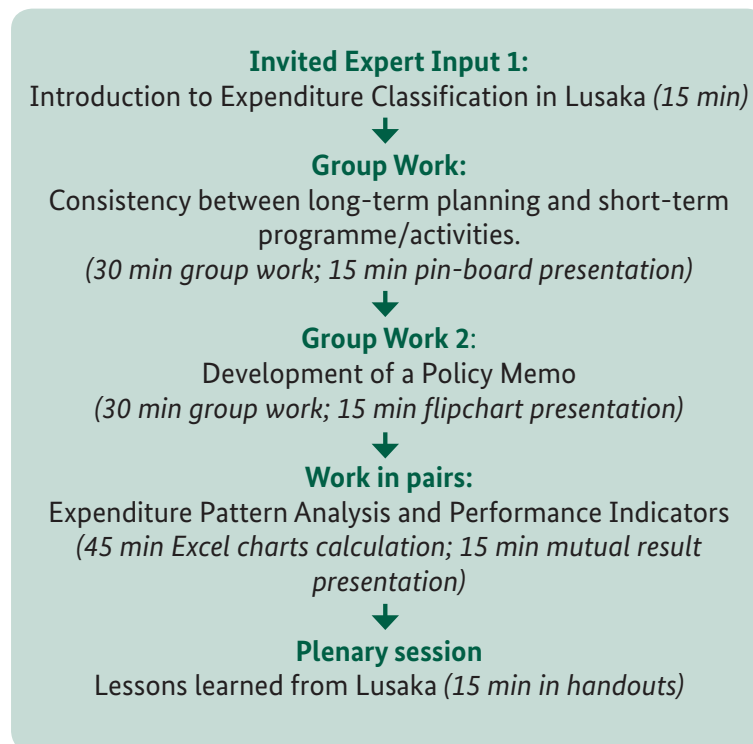 Invited Expert Input 1:
Introduction to Expenditure Classification in Lusaka (15 min)
Group Work:
Consistency between long-term planning and short-term
programme/activities.
(30 min group work; 15 min pin-board presentation)
Group Work 2:
Development of a Policy Memo
(30 min group work; 15 min flipchart presentation)
Work in pairs:
Expenditure Pattern Analysis and Performance Indicators
(45 min Excel charts calculation; 15 min mutual result
presentation)
Plenary session
Lessons learned from Lusaka (15 min in handouts)